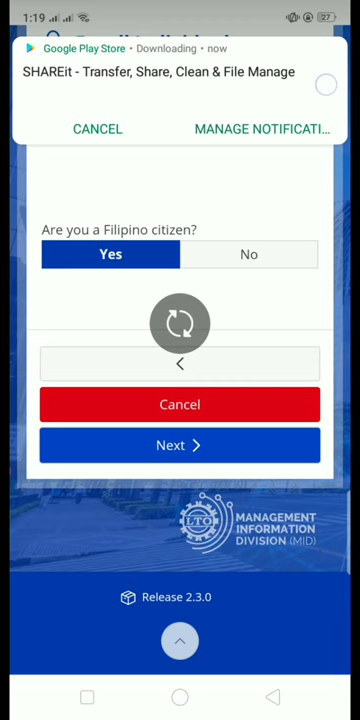 1:19
27
Google Play Store • Downloading • now
SHAREit - Transfer, Share, Clean & File Manage
CANCEL
MANAGE NOTIFICATI...
Are you a Filipino citizen?
Yes
No
Cancel
Next
LTO
MANAGEMENT
INFORMATION
DIVISION (MID)
Release 2.3.0